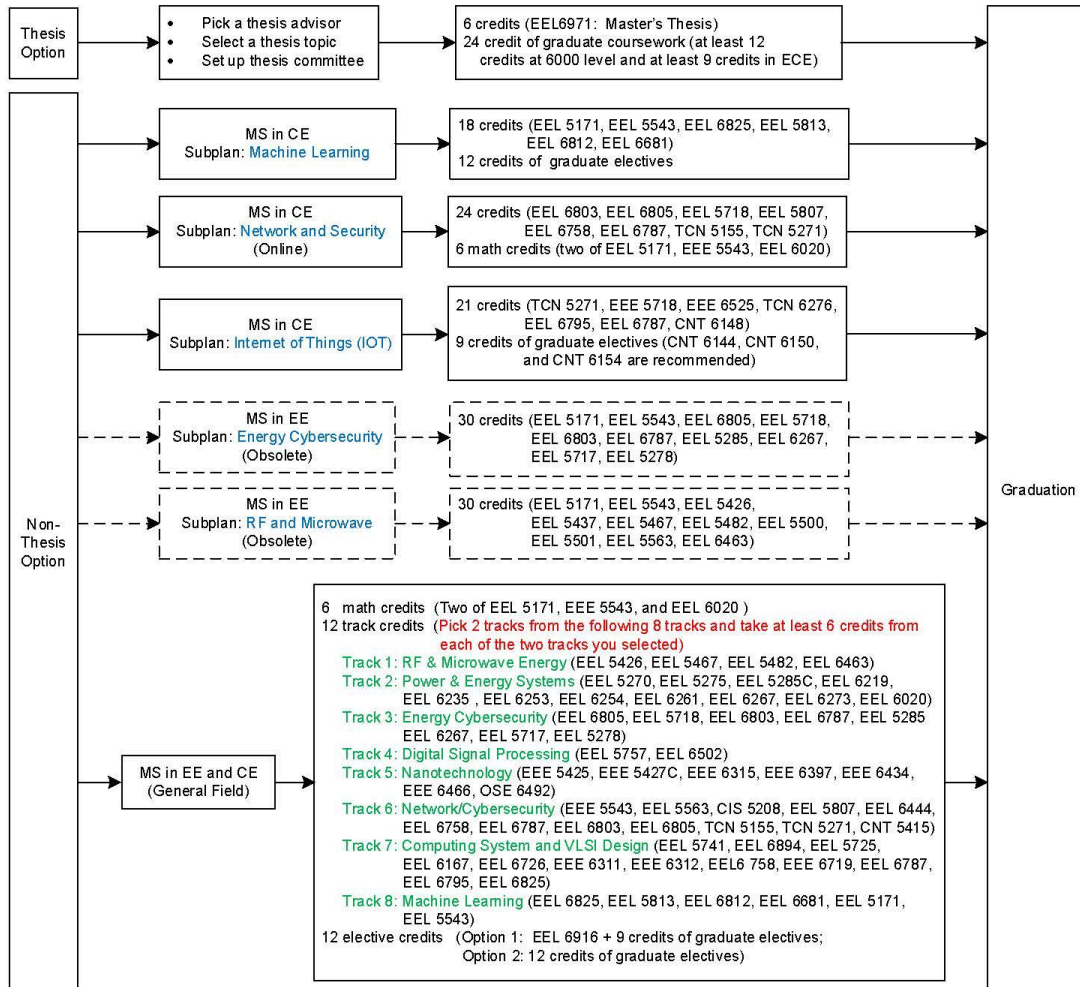 Thesis
Option
• Pick a thesis advisor
• Select a thesis topic
• Set up thesis committee
6 credits (EEL6971: Master's Thesis)
24 credit of graduate coursework (at least 12
credits at 6000 level and at least 9 credits in ECE)
Non-
Thesis
Option
MS in CE
Subplan: Machine Learning
18 credits (EEL 5171, EEL 5543, EEL 6825, EEL 5813,
EEL 6812, EEL 6681)
12 credits of graduate electives
MS in CE
Subplan: Network and Security
(Online)
24 credits (EEL 6803, EEL 6805, EEL 5718, EEL 5807,
EEL 6758, EEL 6787, TCN 5155, TCN 5271)
6 math credits (two of EEL 5171, EEE 5543, EEL 6020)
MS in CE
Subplan: Internet of Things (IOT)
21 credits (TCN 5271, EEE 5718, EEE 6525, TCN 6276,
EEL 6795, EEL 6787, CNT 6148)
9 credits of graduate electives (CNT 6144, CNT 6150,
and CNT 6154 are recommended)
MS in EE
Subplan: Energy Cybersecurity
(Obsolete)
30 credits (EEL 5171, EEL 5543, EEL 6805, EEL 5718,
EEL 6803, EEL 6787, EEL 5285, EEL 6267,
EEL 5717, EEL 5278)
MS in EE
Subplan: RF and Microwave
(Obsolete)
30 credits (EEL 5171, EEL 5543, EEL 5426,
EEL 5437, EEL 5467, EEL 5482, EEL 5500,
EEL 5501, EEL 5563, EEL 6463)
MS in EE and CE
(General Field)
6 math credits (Two of EEL 5171, EEE 5543, and EEL 6020 )
12 track credits (Pick 2 tracks from the following 8 tracks and take at least 6 credits from
each of the two tracks you selected)
Track 1: RF & Microwave Energy (EEL 5426, EEL 5467, EEL 5482, EEL 6463)
Track 2: Power & Energy Systems (EEL 5270, EEL 5275, EEL 5285C, EEL 6219,
EEL 6235 , EEL 6253, EEL 6254, EEL 6261, EEL 6267, EEL 6273, EEL 6020)
Track 3: Energy Cybersecurity (EEL 6805, EEL 5718, EEL 6803, EEL 6787, EEL 5285
EEL 6267, EEL 5717, EEL 5278)
Track 4: Digital Signal Processing (EEL 5757, EEL 6502)
Track 5: Nanotechnology (EEE 5425, EEE 5427C, EEE 6315, EEE 6397, EEE 6434,
EEE 6466, OSE 6492)
Track 6: Network/Cybersecurity (EEE 5543, EEL 5563, CIS 5208, EEL 5807, EEL 6444,
EEL 6758, EEL 6787, EEL 6803, EEL 6805, TCN 5155, TCN 5271, CNT 5415)
Track 7: Computing System and VLSI Design (EEL 5741, EEL 6894, EEL 5725,
EEL 6167, EEL 6726, EEE 6311, EEE 6312, EEL6 758, EEE 6719, EEL 6787,
EEL 6795, EEL 6825)
Track 8: Machine Learning (EEL 6825, EEL 5813, EEL 6812, EEL 6681, EEL 5171,
EEL 5543)
12 elective credits (Option 1: EEL 6916 + 9 credits of graduate electives;
Option 2: 12 credits of graduate electives)
Graduation